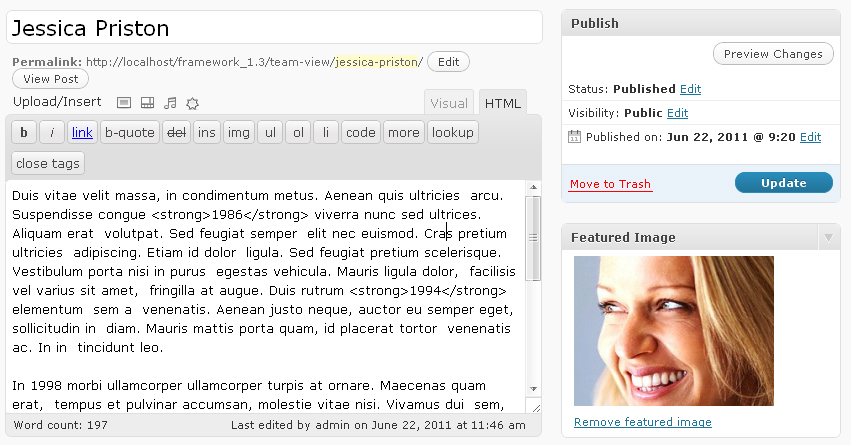 Jessica Priston
Permalink: http://localhost/framework_1.3/team-view/jessica-priston/ Edit
View Post
Upload/Insert
Visual HTML
b i link b-quote del ins img ul ol li code more lookup
close tags
Duis vitae velit massa, in condimentum metus. Aenean quis ultricies  arcu.
Suspendisse congue <strong>1986</strong> viverra nunc sed ultrices.
Aliquam erat  volutpat. Sed feugiat semper  elit nec euismod. Cras pretium
ultricies  adipiscing. Etiam id dolor  ligula. Sed feugiat pretium scelerisque.
Vestibulum porta nisi in purus  egestas vehicula. Mauris ligula dolor,  facilisis
vel varius sit amet,  fringilla at augue. Duis rutrum <strong>1994</strong>
elementum  sem a  venenatis. Aenean justo neque, auctor eu semper eget,
sollicitudin in  diam. Mauris mattis porta quam, id placerat tortor  venenatis
ac. In in  tincidunt leo.
In 1998 morbi ullamcorper ullamcorper turpis at ornare. Maecenas quam
erat,  tempus et pulvinar accumsan, molestie vitae nisi. Vivamus dui  sem,
Word count: 197
Last edited by admin on June 22, 2011 at 11:46 am
Publish
Preview Changes
Status: Published Edit
Visibility: Public Edit
11
Published on: Jun 22, 2011 @ 9:20 Edit
Move to Trash
Update
Featured Image
Remove featured image